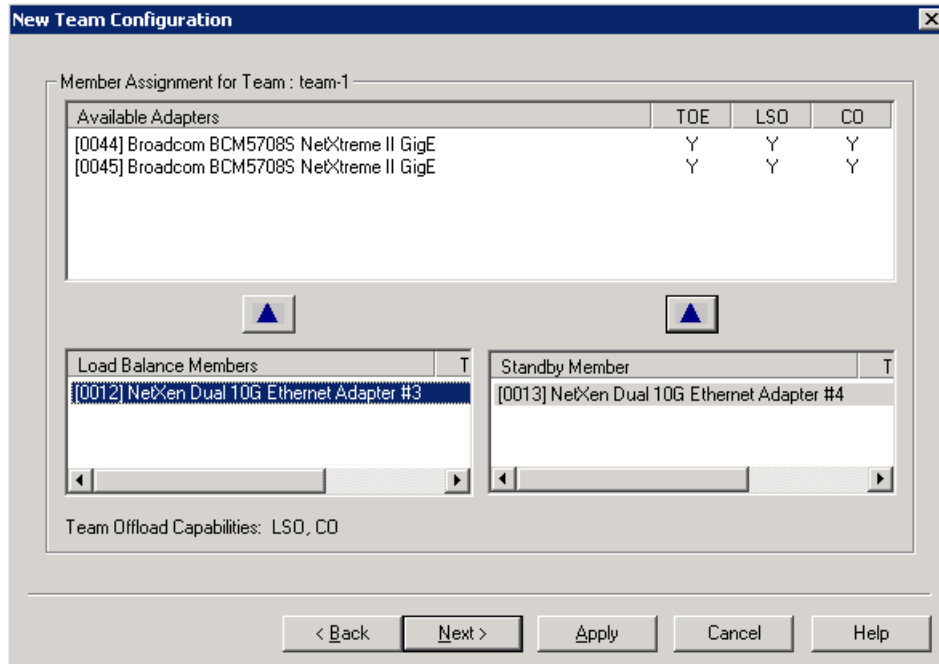 New Team Configuration
Member Assignment for Team : team-1
Available Adapters TOE LSO CO
[0044] Broadcom BCM5708S NetXtreme II GigE Y Y Y
[0045] Broadcom BCM5708S NetXtreme II GigE Y Y Y
Load Balance Members T
[0012] NetXen Dual 10G Ethernet Adapter #3
Standby Member T
[0013] NetXen Dual 10G Ethernet Adapter #4
Team Offload Capabilities: LSO, CO
< Back Next > Apply Cancel Help